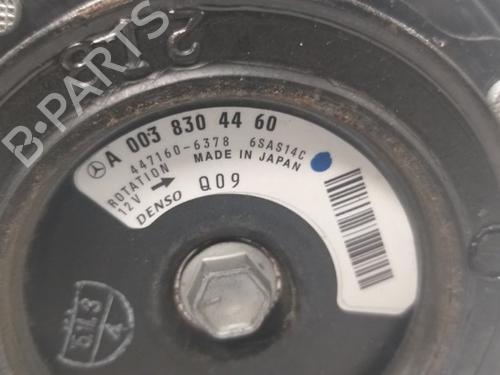 A 003 830 44 60
447160-6378 6SAS14C
ROTATION MADE IN JAPAN
12V DENSO Q09
B-PARTS